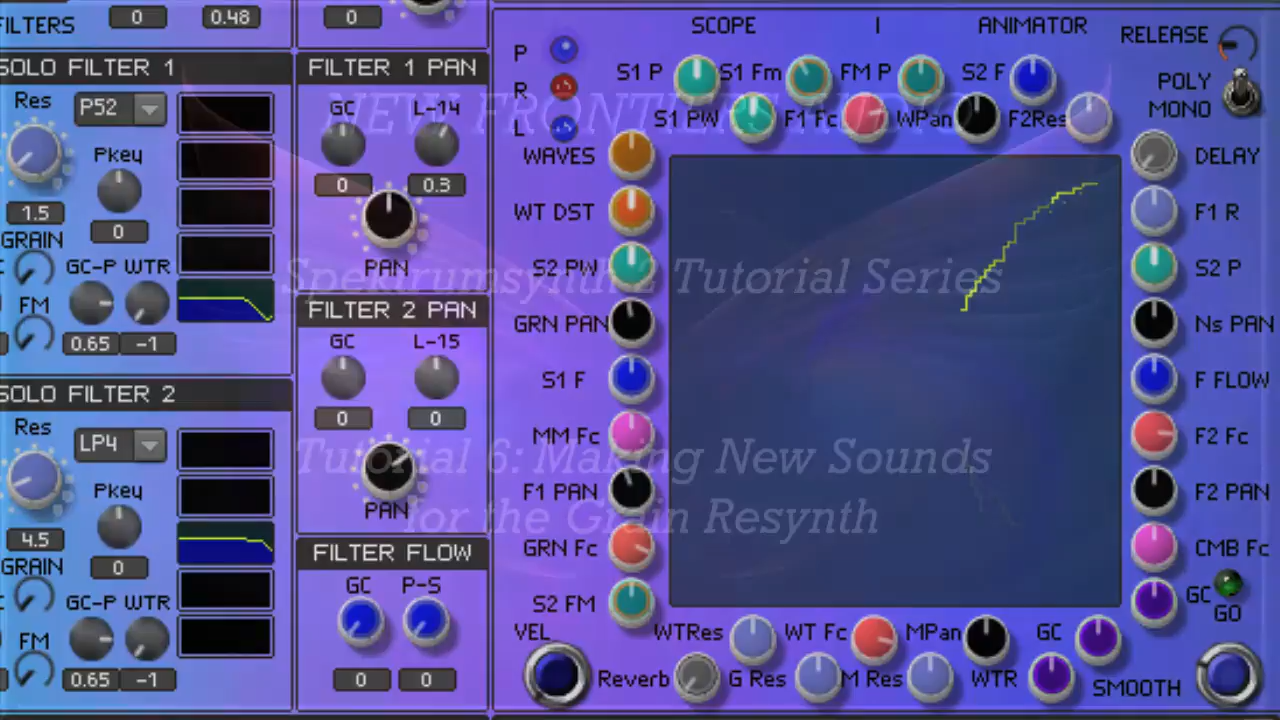 FILTERS 0 0.48 0
SCOPE I ANIMATOR
RELEASE
SOLO FILTER 1
FILTER 1 PAN
P
R
L
S1 P S1 Fm FM P S2 F
POLY
MONO
S1 PW F1 Fc WPan F2Res
NEW FRONTIER AUDIO
Res P52
Pkey
1.5 0
GRAIN
GC-P WTR
FM
0.65 -1
GC L-14
0 0.3
PAN
FILTER 2 PAN
GC L-15
0 0
PAN
WAVES DELAY
WT DST F1 R
S2 PW S2 P
GRN PAN Ns PAN
S1 F F FLOW
MM Fc F2 Fc
F1 PAN F2 PAN
GRN Fc CMB Fc
S2 FM GC
GO
Spektrumsynth 2 Tutorial Series
Tutorial 6: Making New Sounds
for the Grain Resynth
SOLO FILTER 2
Res LP4
Pkey
4.5 0
GRAIN
GC-P WTR
FM
0.65 -1
FILTER FLOW
GC P-S
0 0
VEL WTRes WT Fc MPan GC
Reverb G Res M Res WTR SMOOTH